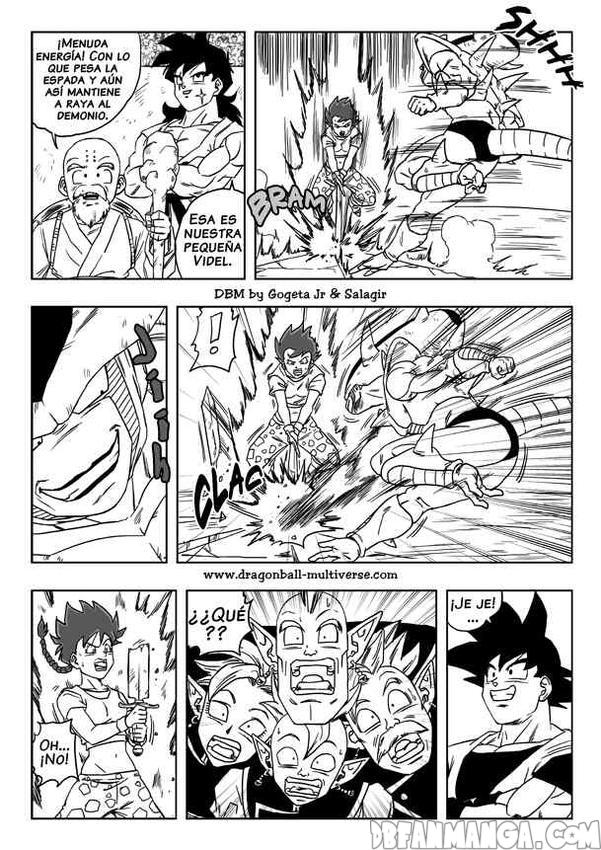 ¡MENUDA
ENERGÍA! CON LO
QUE PESA LA
ESPADA Y AÚN
ASÍ MANTIENE
A RAYA AL
DEMONIO.
ESA ES
NUESTRA
PEQUEÑA
VIDEL.
SHHHH
BRAM
DBM by Gogeta Jr & Salagir
Jiiih
!
CLAC
www.dragonball-multiverse.com
OH...
¡NO!
¿¿QUÉ
??
¡JE JE!
...
DBFANMANGA.COM